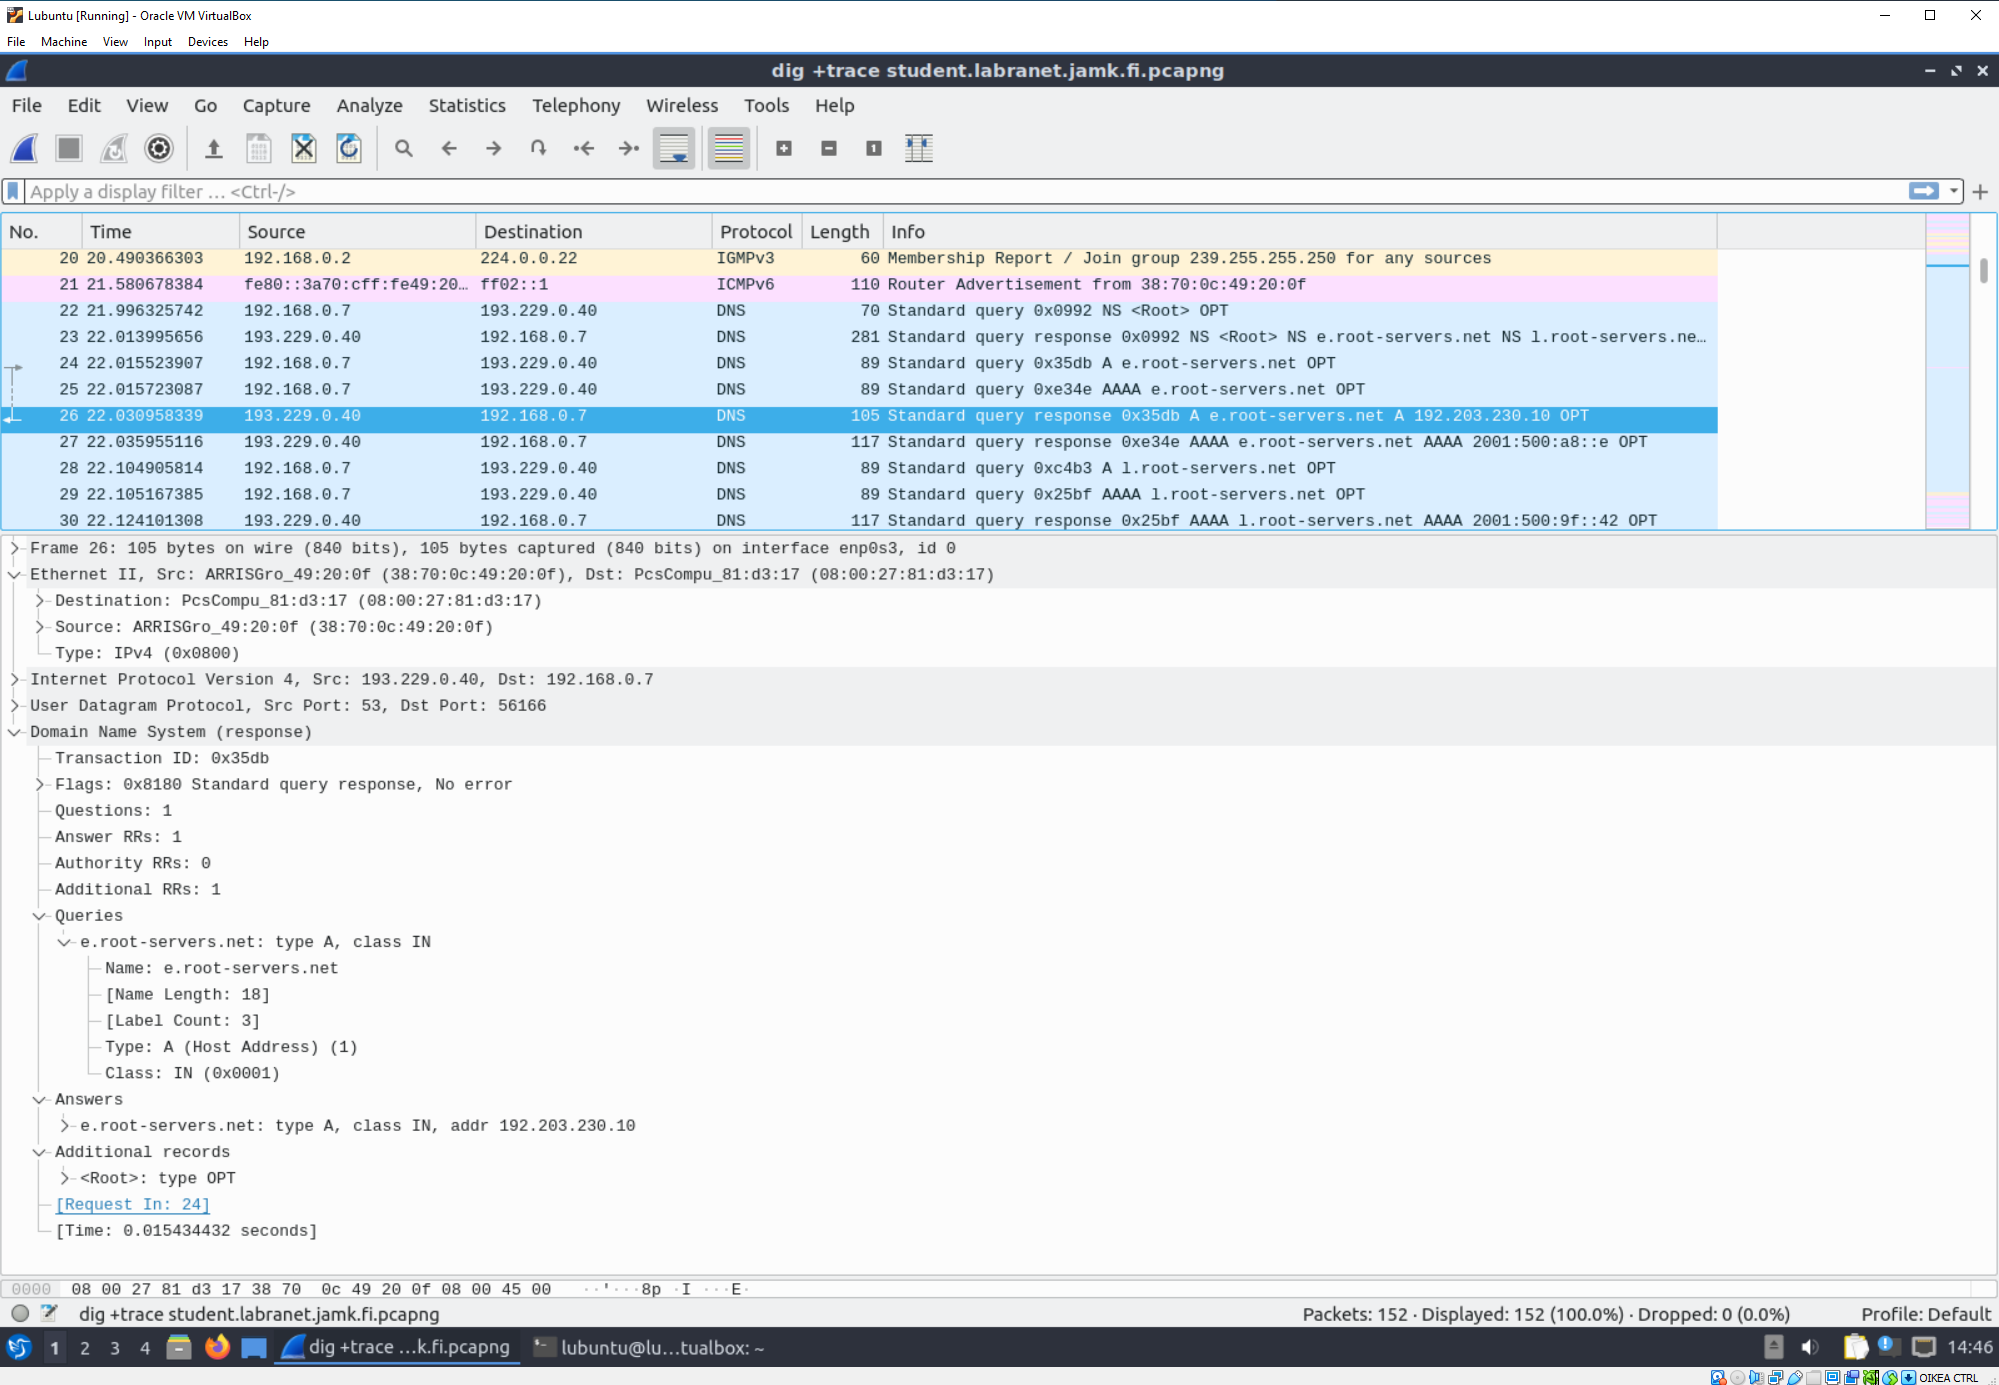 Lubuntu [Running] - Oracle VM VirtualBox
File Machine View Input Devices Help
dig +trace student.labranet.jamk.fi.pcapng
File Edit View Go Capture Analyze Statistics Telephony Wireless Tools Help
Apply a display filter … <Ctrl-/>
No. Time Source Destination Protocol Length Info
20 20.490366303 192.168.0.2 224.0.0.22 IGMPv3 60 Membership Report / Join group 239.255.255.250 for any sources
21 21.580678384 fe80::3a70:cff:fe49:20… ff02::1 ICMPv6 110 Router Advertisement from 38:70:0c:49:20:0f
22 21.996325742 192.168.0.7 193.229.0.40 DNS 70 Standard query 0x0992 NS <Root> OPT
23 22.013995656 193.229.0.40 192.168.0.7 DNS 281 Standard query response 0x0992 NS <Root> NS e.root-servers.net NS l.root-servers.ne…
24 22.015523907 192.168.0.7 193.229.0.40 DNS 89 Standard query 0x35db A e.root-servers.net OPT
25 22.015723087 192.168.0.7 193.229.0.40 DNS 89 Standard query 0xe34e AAAA e.root-servers.net OPT
26 22.030958339 193.229.0.40 192.168.0.7 DNS 105 Standard query response 0x35db A e.root-servers.net A 192.203.230.10 OPT
27 22.035955116 193.229.0.40 192.168.0.7 DNS 117 Standard query response 0xe34e AAAA e.root-servers.net AAAA 2001:500:a8::e OPT
28 22.104905814 192.168.0.7 193.229.0.40 DNS 89 Standard query 0xc4b3 A l.root-servers.net OPT
29 22.105167385 192.168.0.7 193.229.0.40 DNS 89 Standard query 0x25bf AAAA l.root-servers.net OPT
30 22.124101308 193.229.0.40 192.168.0.7 DNS 117 Standard query response 0x25bf AAAA l.root-servers.net AAAA 2001:500:9f::42 OPT
Frame 26: 105 bytes on wire (840 bits), 105 bytes captured (840 bits) on interface enp0s3, id 0
Ethernet II, Src: ARRISGro_49:20:0f (38:70:0c:49:20:0f), Dst: PcsCompu_81:d3:17 (08:00:27:81:d3:17)
Destination: PcsCompu_81:d3:17 (08:00:27:81:d3:17)
Source: ARRISGro_49:20:0f (38:70:0c:49:20:0f)
Type: IPv4 (0x0800)
Internet Protocol Version 4, Src: 193.229.0.40, Dst: 192.168.0.7
User Datagram Protocol, Src Port: 53, Dst Port: 56166
Domain Name System (response)
Transaction ID: 0x35db
Flags: 0x8180 Standard query response, No error
Questions: 1
Answer RRs: 1
Authority RRs: 0
Additional RRs: 1
Queries
e.root-servers.net: type A, class IN
Name: e.root-servers.net
[Name Length: 18]
[Label Count: 3]
Type: A (Host Address) (1)
Class: IN (0x0001)
Answers
e.root-servers.net: type A, class IN, addr 192.203.230.10
Additional records
<Root>: type OPT
[Request In: 24]
[Time: 0.015434432 seconds]
0000 08 00 27 81 d3 17 38 70 0c 49 20 0f 08 00 45 00 ··'···8p ·I ···E·
dig +trace student.labranet.jamk.fi.pcapng Packets: 152 · Displayed: 152 (100.0%) · Dropped: 0 (0.0%) Profile: Default
1 2 3 4 dig +trace …k.fi.pcapng lubuntu@lu…tualbox: ~ 14:46
OIKEA CTRL